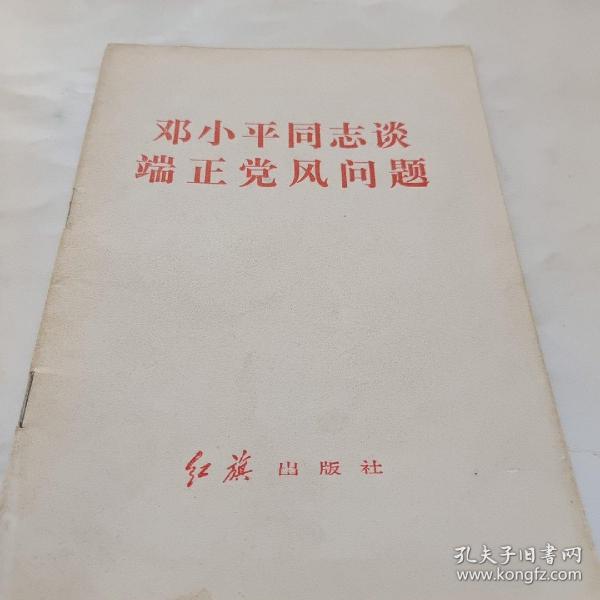 邓小平同志谈
端正党风问题
红旗 出版社
孔夫子旧书网
www.kongfz.com